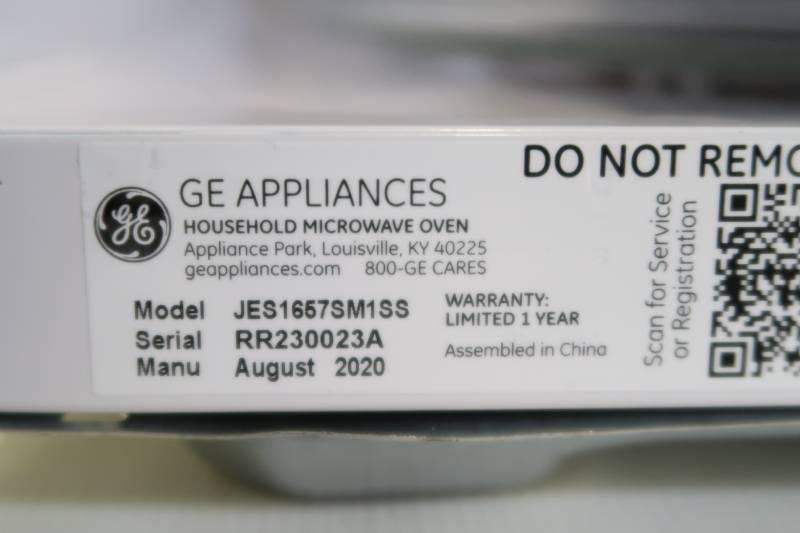 DO NOT REMO
GE GE APPLIANCES
HOUSEHOLD MICROWAVE OVEN
Appliance Park, Louisville, KY 40225
geappliances.com 800-GE CARES
Model JES1657SM1SS
Serial RR230023A
Manu August 2020
WARRANTY:
LIMITED 1 YEAR
Assembled in China
Scan for Service
or Registration